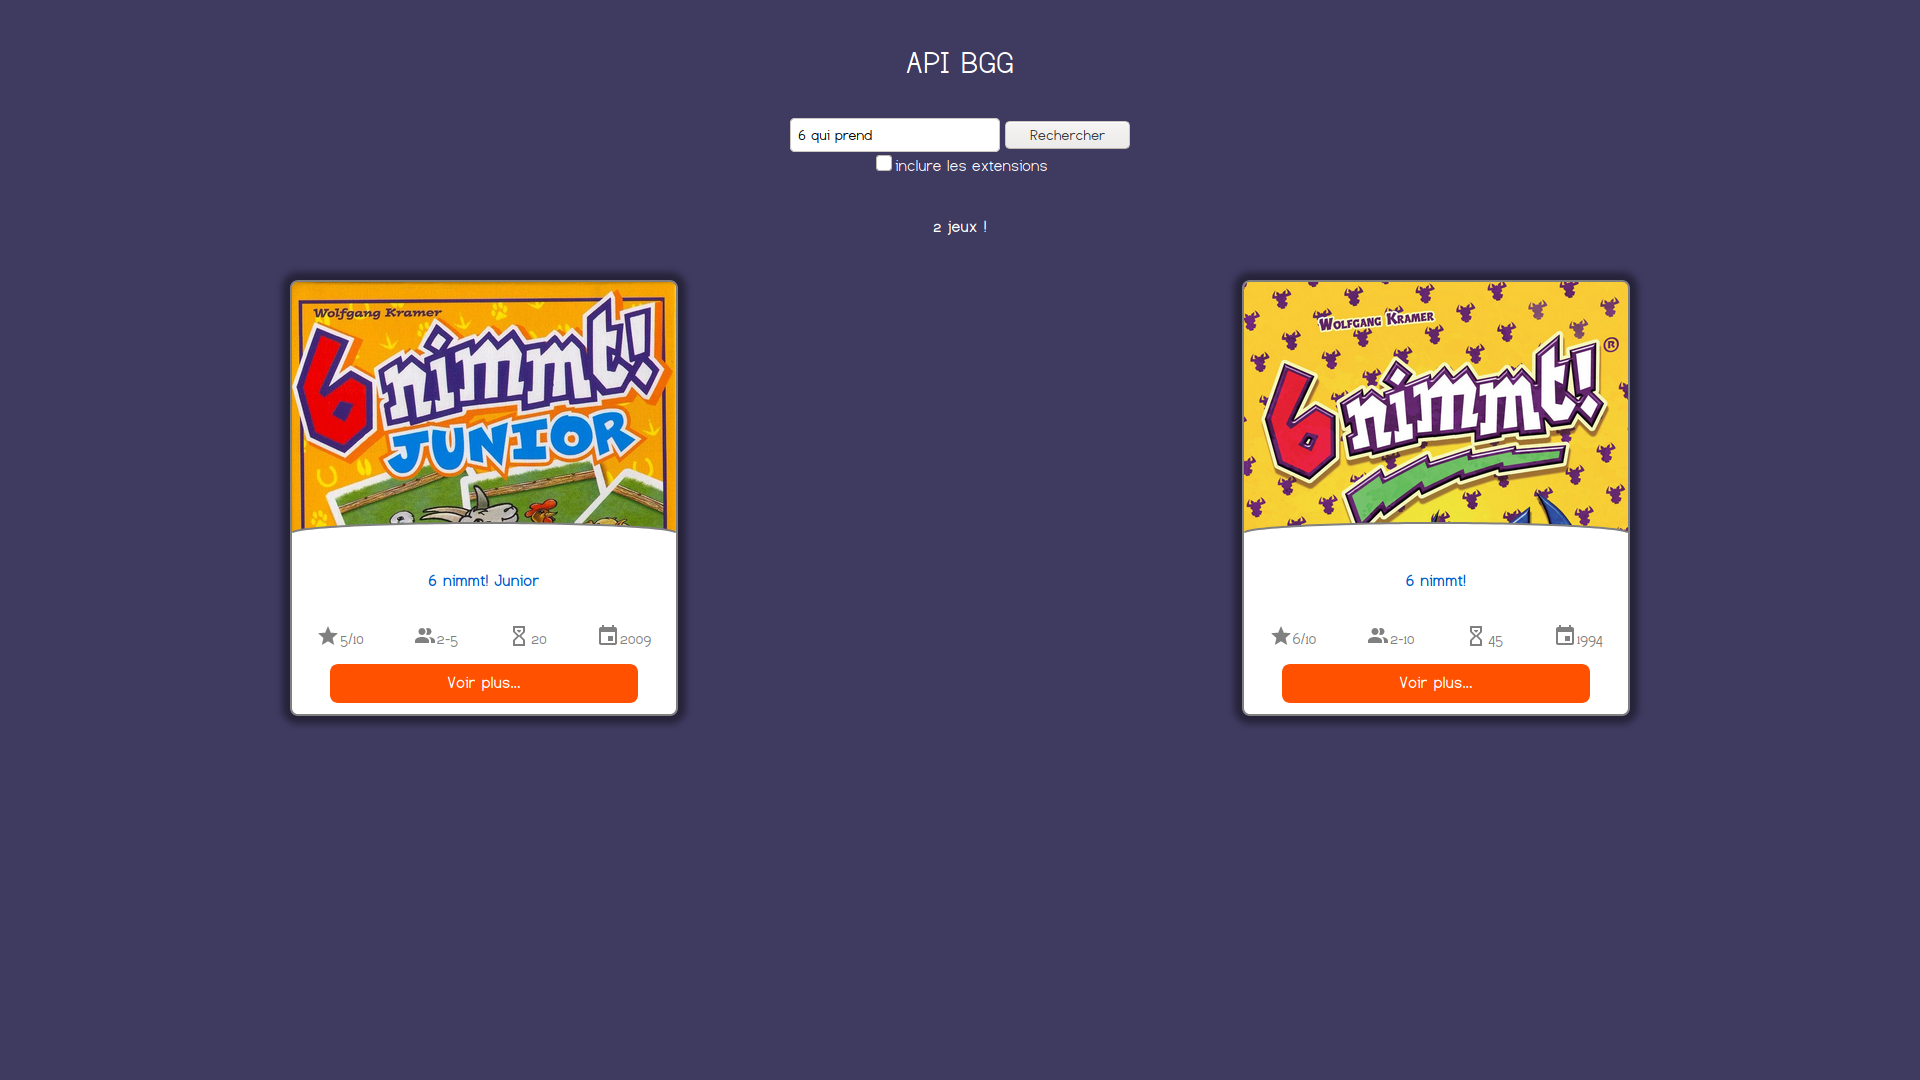 API BGG
6 qui prend
Rechercher
inclure les extensions
2 jeux !
Wolfgang Kramer
6 nimmt!
JUNIOR
6 nimmt! Junior
5/10 2-5 20 2009
Voir plus...
Wolfgang Kramer
6 nimmt! ®
6 nimmt!
6/10 2-10 45 1994
Voir plus...